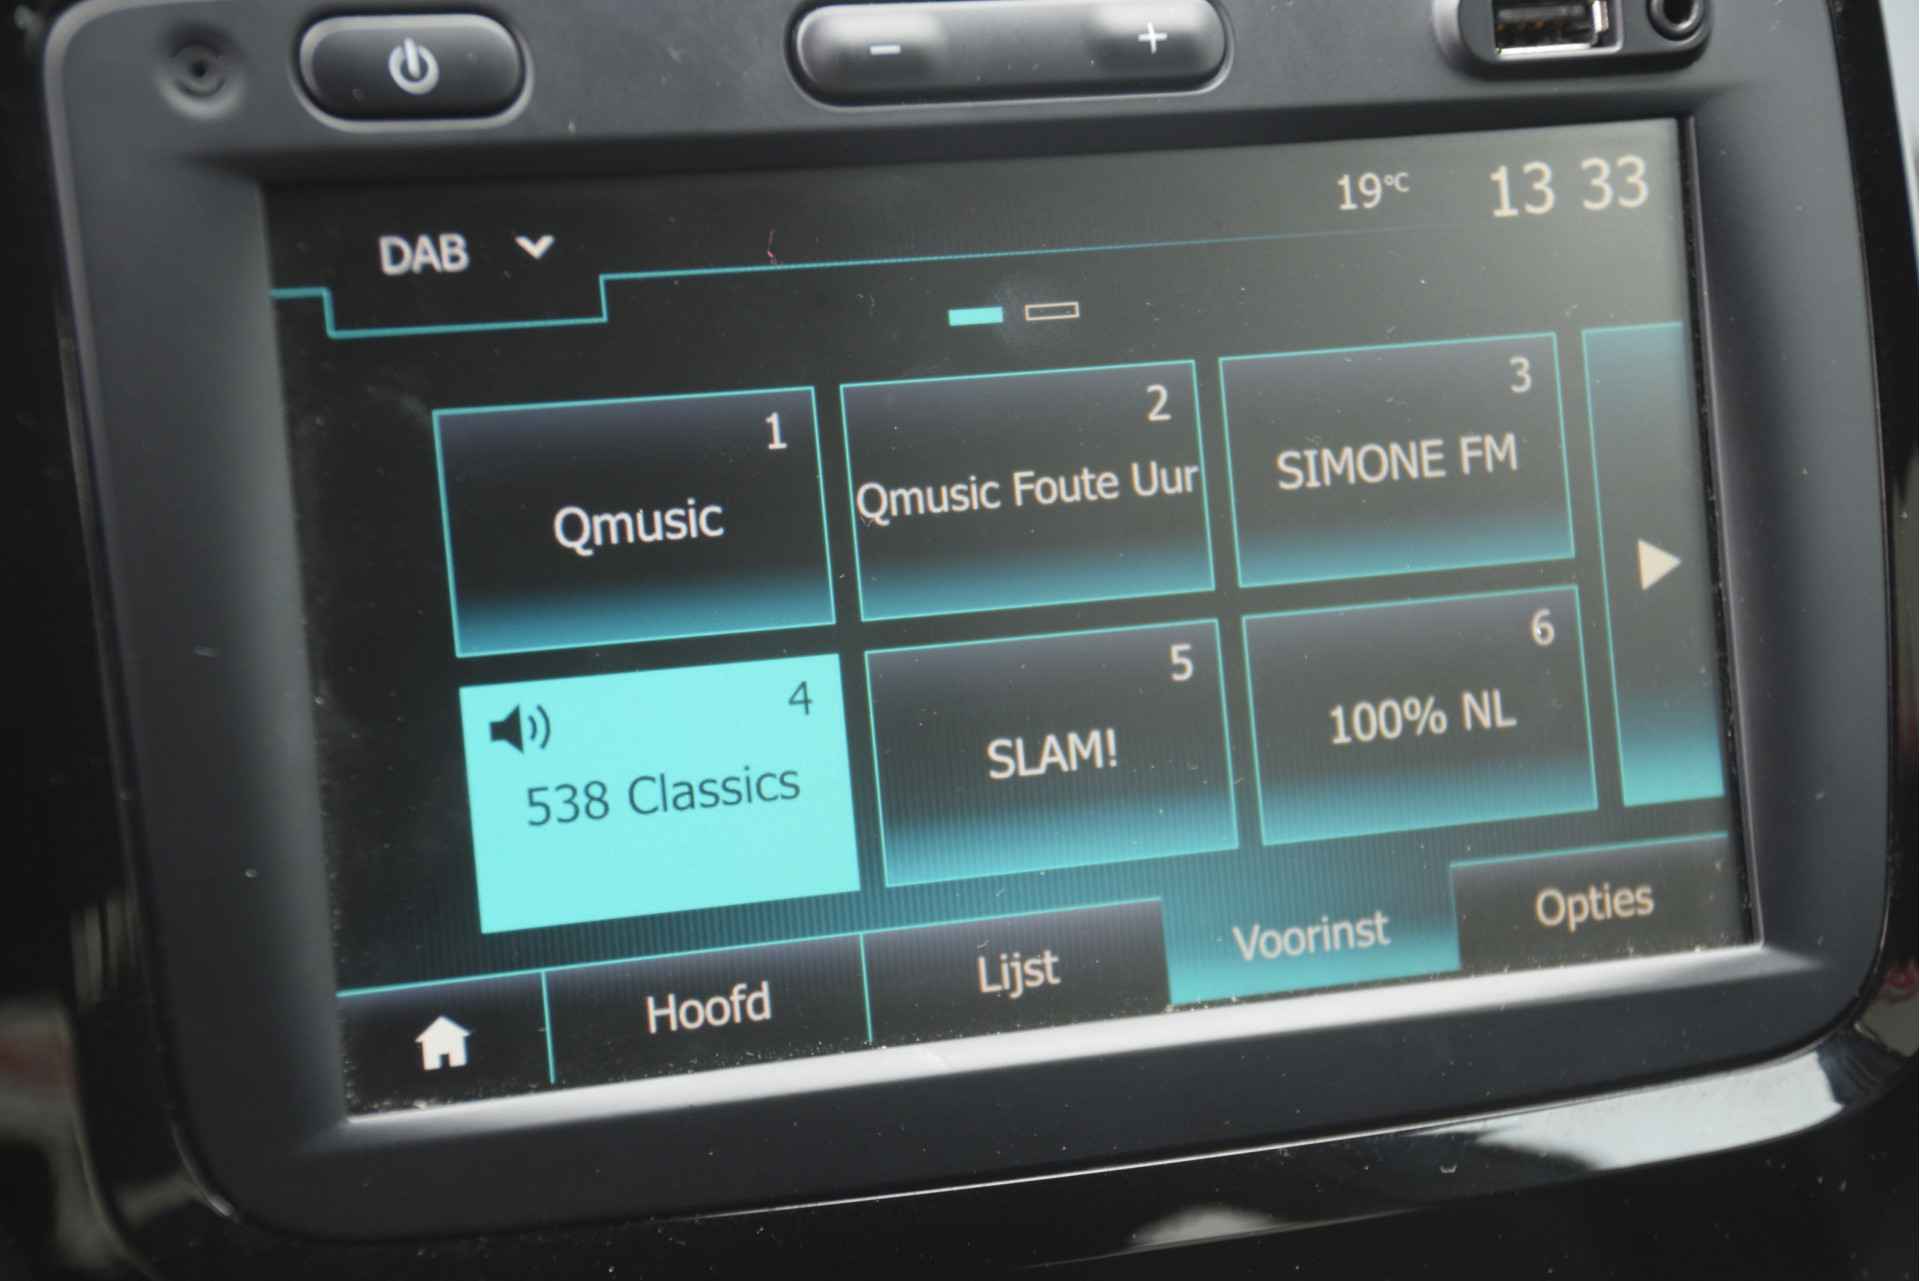 19°C 13 33
DAB
1
Qmusic
2
Qmusic Foute Uur
3
SIMONE FM
4
538 Classics
5
SLAM!
6
100% NL
Hoofd
Lijst
Voorinst
Opties